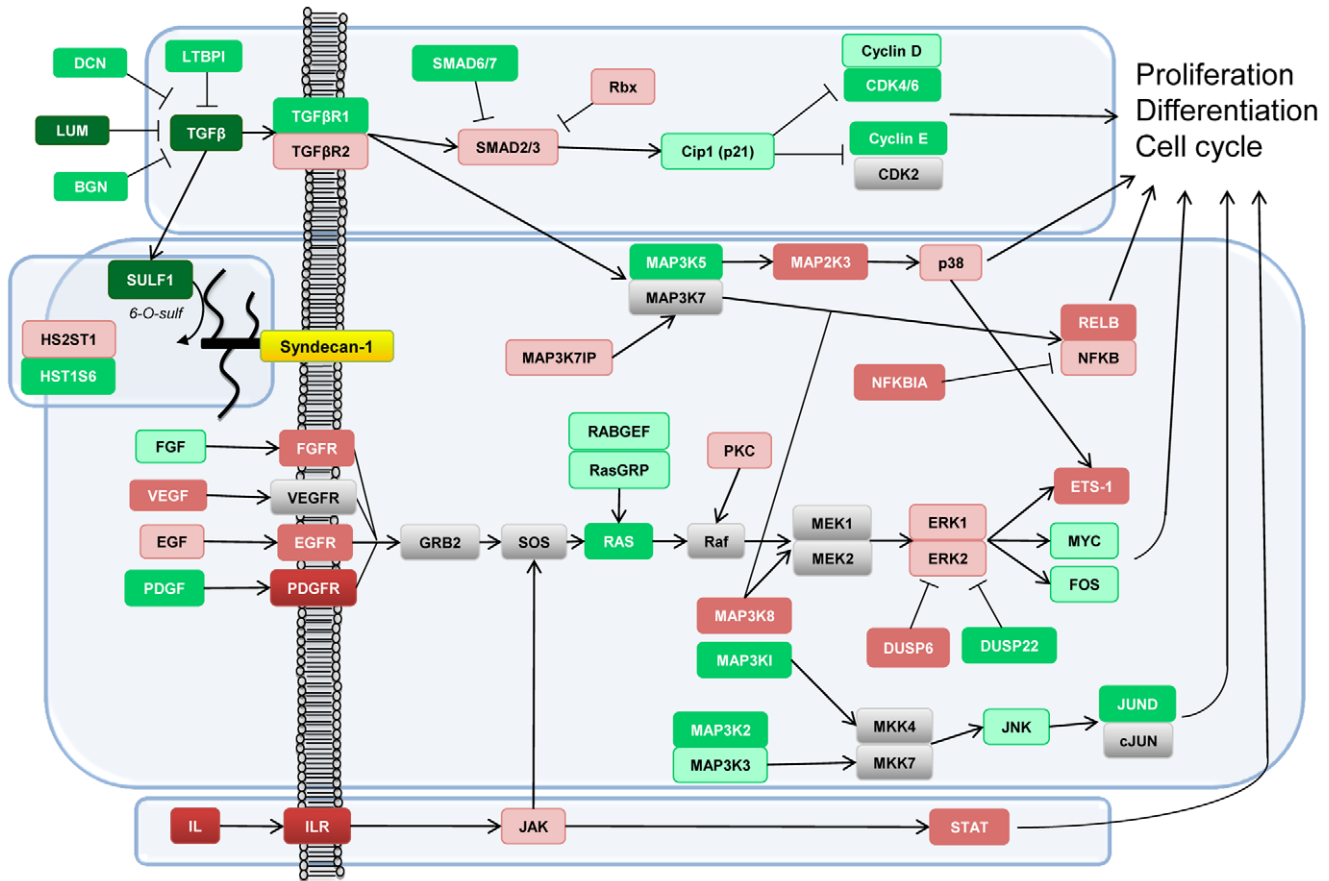 DCN
LTBPI
LUM
TGFβ
BGN
TGFβR1
TGFβR2
SMAD6/7
Rbx
SMAD2/3
Cip1 (p21)
Cyclin D
CDK4/6
Cyclin E
CDK2
Proliferation
Differentiation
Cell cycle
SULF1
6-O-sulf
HS2ST1
HST1S6
Syndecan-1
MAP3K5
MAP3K7
MAP2K3
p38
MAP3K7IP
RELB
NFKB
NFKBIA
FGF
FGFR
VEGF
VEGFR
EGF
EGFR
PDGF
PDGFR
GRB2
SOS
RABGEF
RasGRP
RAS
PKC
Raf
MEK1
MEK2
ERK1
ERK2
ETS-1
MYC
FOS
MAP3K8
DUSP6
DUSP22
MAP3KI
MAP3K2
MAP3K3
MKK4
MKK7
JNK
JUND
cJUN
IL
ILR
JAK
STAT